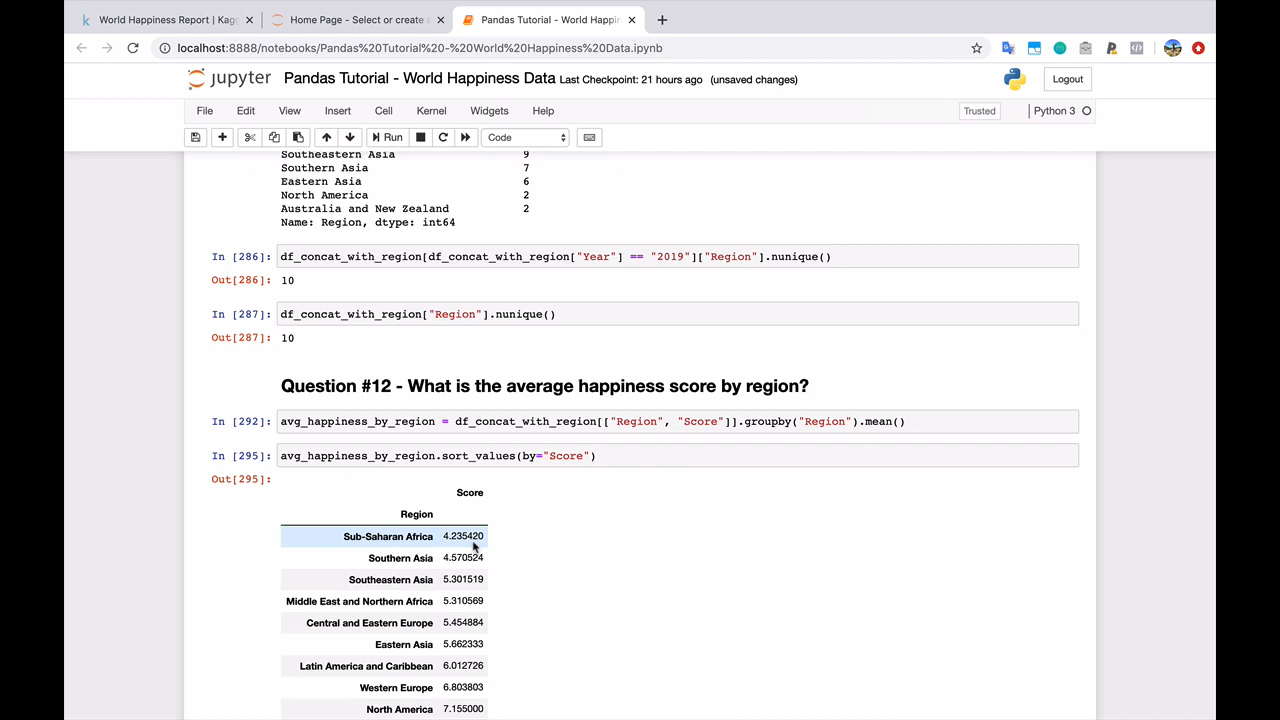 World Happiness Report | Kagg
Home Page - Select or create a
Pandas Tutorial - World Happin
localhost:8888/notebooks/Pandas%20Tutorial%20-%20World%20Happiness%20Data.ipynb
jupyter Pandas Tutorial - World Happiness Data Last Checkpoint: 21 hours ago (unsaved changes)
Logout
File Edit View Insert Cell Kernel Widgets Help Trusted Python 3
Run Code
Southeastern Asia 9
Southern Asia 7
Eastern Asia 6
North America 2
Australia and New Zealand 2
Name: Region, dtype: int64
In [286]: df_concat_with_region[df_concat_with_region["Year"] == "2019"]["Region"].nunique()
Out[286]: 10
In [287]: df_concat_with_region["Region"].nunique()
Out[287]: 10
Question #12 - What is the average happiness score by region?
In [292]: avg_happiness_by_region = df_concat_with_region[["Region", "Score"]].groupby("Region").mean()
In [295]: avg_happiness_by_region.sort_values(by="Score")
Out[295]:
Score
Region
Sub-Saharan Africa 4.235420
Southern Asia 4.570524
Southeastern Asia 5.301519
Middle East and Northern Africa 5.310569
Central and Eastern Europe 5.454884
Eastern Asia 5.662333
Latin America and Caribbean 6.012726
Western Europe 6.803803
North America 7.155000